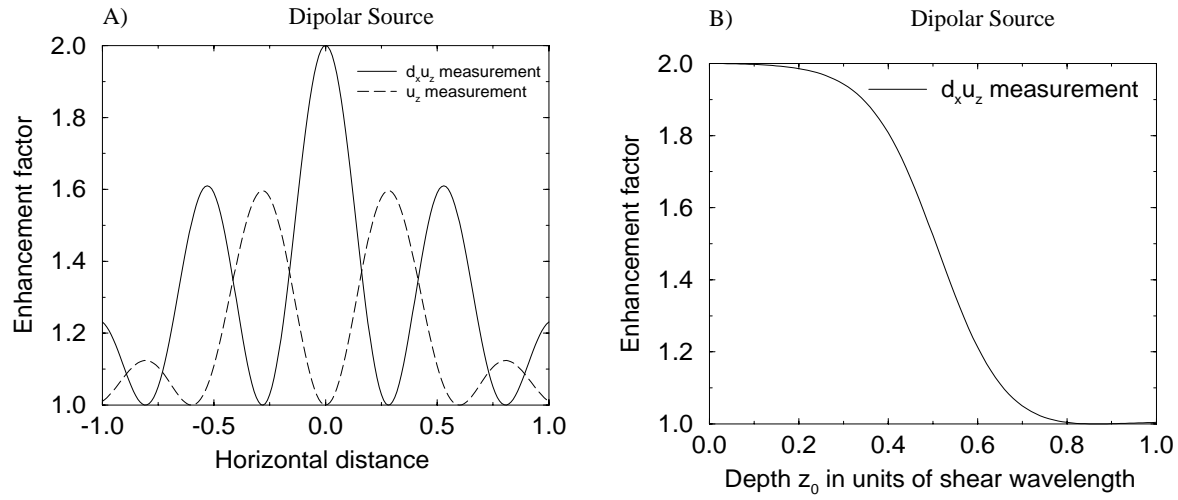 A)
Dipolar Source
2.0
1.8
1.6
1.4
1.2
1.0
Enhancement factor
dxuz measurement
uz measurement
-1.0
-0.5
0.0
0.5
1.0
Horizontal distance
B)
Dipolar Source
2.0
1.8
1.6
1.4
1.2
1.0
Enhancement factor
dxuz measurement
0.0
0.2
0.4
0.6
0.8
1.0
Depth z0 in units of shear wavelength